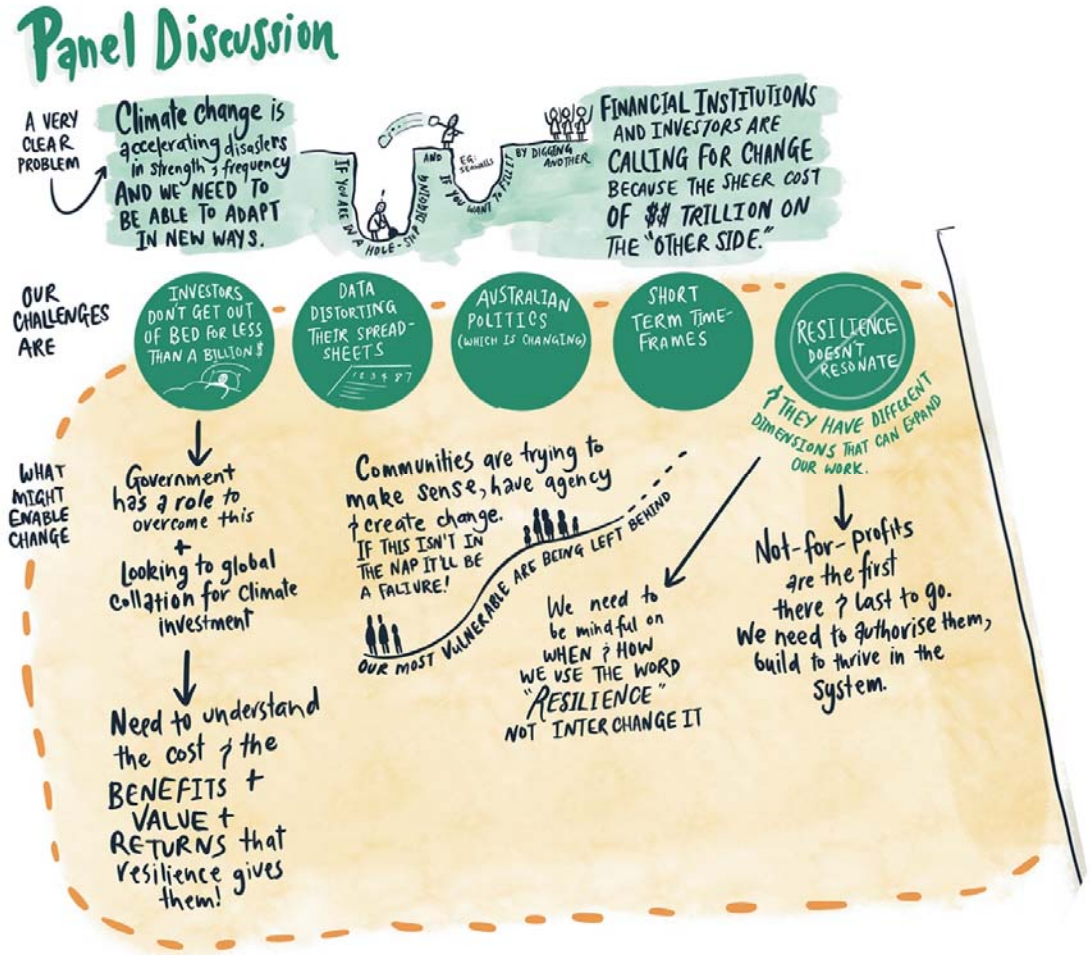 Panel Discussion
A VERY
CLEAR
PROBLEM
Climate change is
accelerating disasters
in strength & frequency
AND WE NEED TO
BE ABLE TO ADAPT
IN NEW WAYS.
IF YOU ARE IN A HOLE - STOP DIGGING
AND
IF YOU WANT TO FILL IT
EG:
SEAWALLS
BY DIGGING
ANOTHER
FINANCIAL INSTITUTIONS
AND INVESTORS ARE
CALLING FOR CHANGE
BECAUSE THE SHEER COST
OF $$ TRILLION ON
THE "OTHER SIDE."
OUR
CHALLENGES
ARE
INVESTORS
DON'T GET OUT
OF BED FOR LESS
THAN A BILLION $
DATA
DISTORTING
THEIR SPREAD-
SHEETS
1 2 3 4 8 7
AUSTRALIAN
POLITICS
(WHICH IS CHANGING)
SHORT
TERM TIME-
FRAMES
RESILIENCE
DOESN'T
RESONATE
& THEY HAVE DIFFERENT
DIMENSIONS THAT CAN EXPAND
OUR WORK.
WHAT
MIGHT
ENABLE
CHANGE
Government
has a role to
overcome this
+
Looking to global
collation for Climate
investment
Need to understand
the cost & the
BENEFITS +
VALUE +
RETURNS that
resilience gives
them!
Communities are trying to
make sense, have agency
& create change.
IF THIS ISN'T IN
THE NAP IT'LL BE
A FALIURE!
OUR MOST VULNERABLE ARE BEING LEFT BEHIND
We need to
be mindful on
WHEN & HOW
WE USE THE WORD
"RESILIENCE"
NOT INTERCHANGE IT
Not-for-profits
are the first
there & last to go.
We need to authorise them,
build to thrive in the
system.